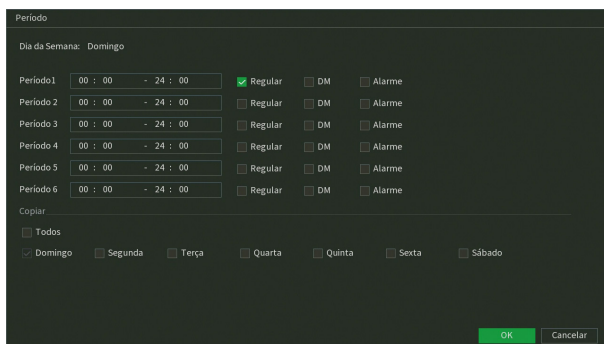 Período
Dia da Semana: Domingo
Período1 00 : 00 - 24 : 00 Regular DM Alarme
Período 2 00 : 00 - 24 : 00 Regular DM Alarme
Período 3 00 : 00 - 24 : 00 Regular DM Alarme
Período 4 00 : 00 - 24 : 00 Regular DM Alarme
Período 5 00 : 00 - 24 : 00 Regular DM Alarme
Período 6 00 : 00 - 24 : 00 Regular DM Alarme
Copiar
Todos
Domingo Segunda Terça Quarta Quinta Sexta Sábado
OK Cancelar